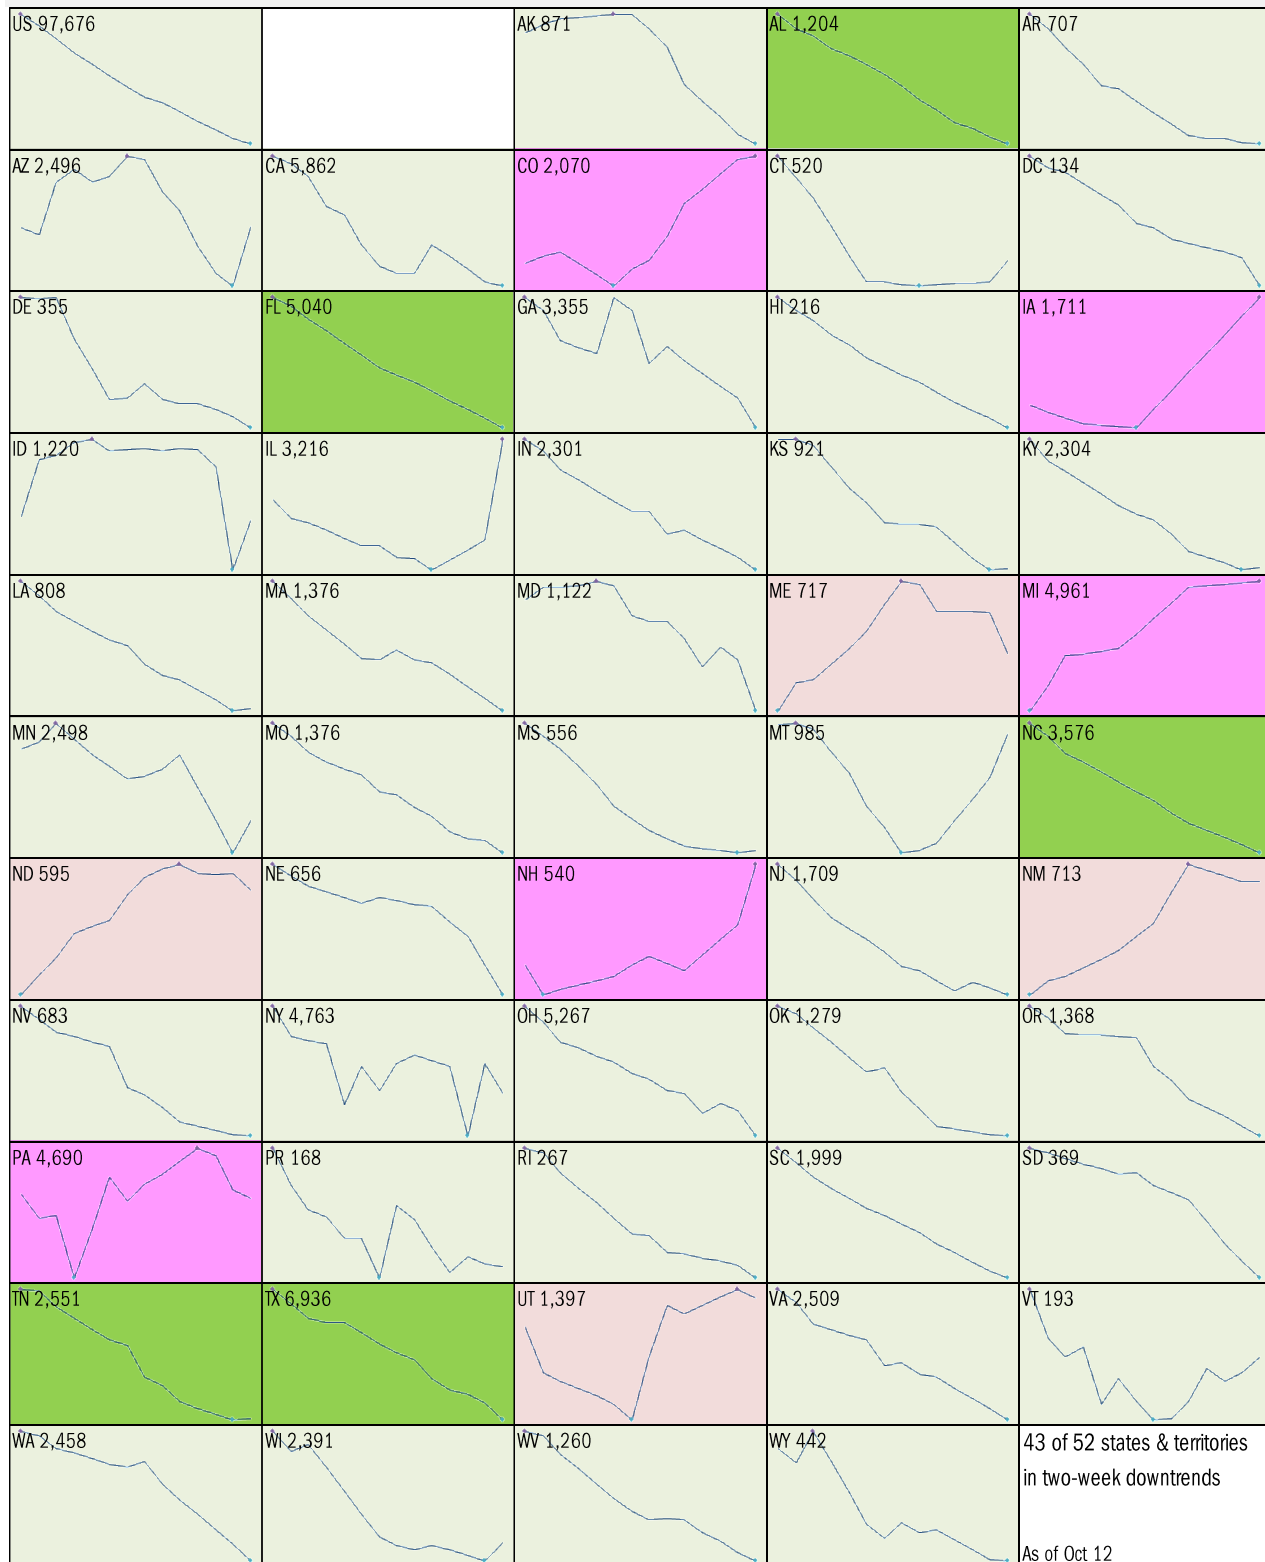 US 97,676
AK 871
AL 1,204
AR 707
AZ 2,496
CA 5,862
CO 2,070
CT 520
DC 134
DE 355
FL 5,040
GA 3,355
HI 216
IA 1,711
ID 1,220
IL 3,216
IN 2,301
KS 921
KY 2,304
LA 808
MA 1,376
MD 1,122
ME 717
MI 4,961
MN 2,498
MO 1,376
MS 556
MT 985
NC 3,576
ND 595
NE 656
NH 540
NJ 1,709
NM 713
NV 683
NY 4,763
OH 5,267
OK 1,279
OR 1,368
PA 4,690
PR 168
RI 267
SC 1,999
SD 369
TN 2,551
TX 6,936
UT 1,397
VA 2,509
VT 193
WA 2,458
WI 2,391
WV 1,260
WY 442
43 of 52 states & territories
in two-week downtrends
As of Oct 12